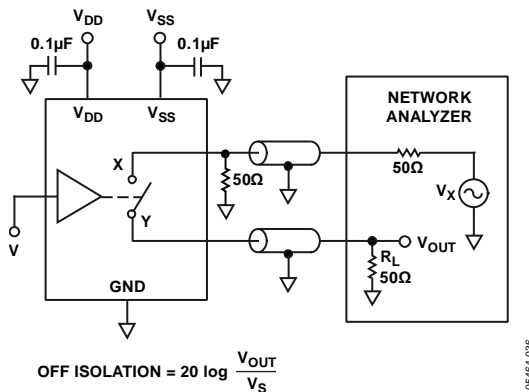 VDD
VSS
0.1µF
0.1µF
VDD
VSS
NETWORK
ANALYZER
X
50Ω
50Ω
VX
Y
V
VOUT
RL
50Ω
GND
OFF ISOLATION = 20 log VOUT
VS